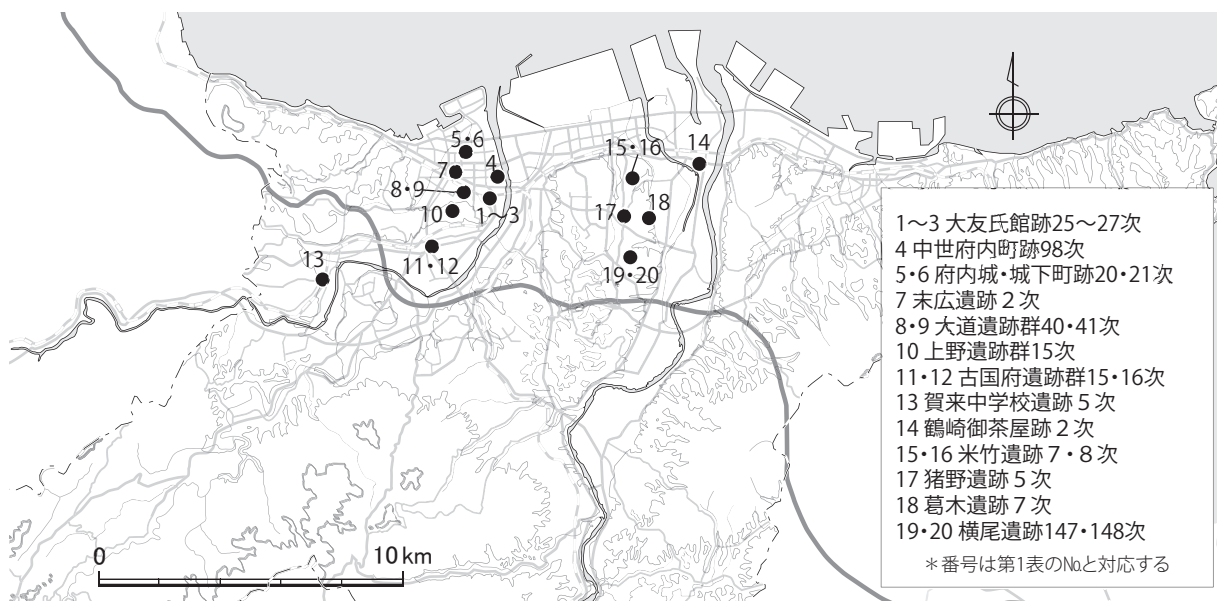 5・6
15・16
14
7
4
8・9
10
1～3
17
18
11・12
19・20
13
1～3 大友氏館跡25～27次
4 中世府内町跡98次
5・6 府内城・城下町跡20・21次
7 末広遺跡２次
8・9 大道遺跡群40・41次
10 上野遺跡群15次
11・12 古国府遺跡群15・16次
13 賀来中学校遺跡５次
14 鶴崎御茶屋跡２次
15・16 米竹遺跡７・８次
17 猪野遺跡５次
18 葛木遺跡７次
19・20 横尾遺跡147・148次
＊番号は第1表の№と対応する
0
10km